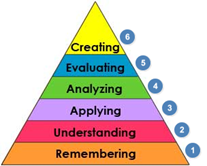 Creating 6
Evaluating 5
Analyzing 4
Applying 3
Understanding 2
Remembering 1